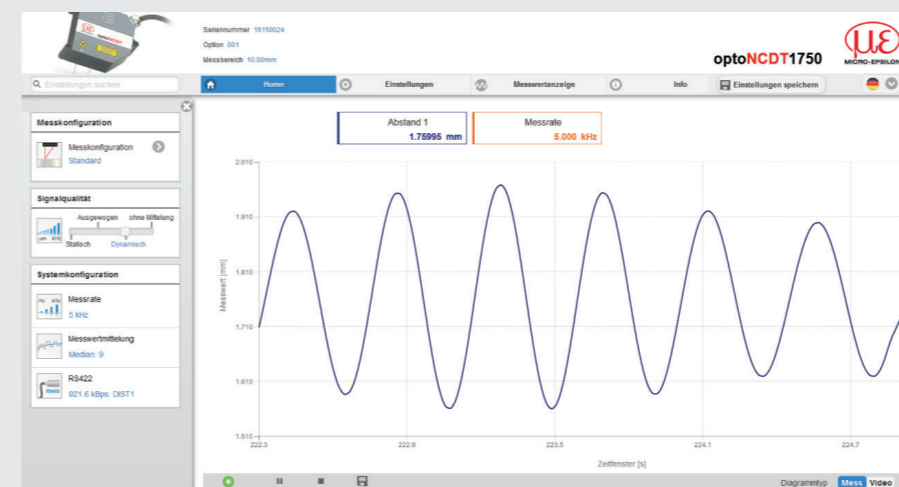 Seriennummer 16110024
Option 001
Messbereich 10.00mm
optoNCDT1750
MICRO-EPSILON
Einstellungen suchen
Home
Einstellungen
Messwertanzeige
Info
Einstellungen speichern
Messkonfiguration
Messkonfiguration
Standard
Signalqualität
Ausgewogen ohne Mittelung
Statisch Dynamisch
Systemkonfiguration
Messrate
5 kHz
Messwertmittelung
Median: 9
RS422
921.6 kBps: DIST1
Abstand 1
1.75995 mm
Messrate
5.000 kHz
2.010
1.910
1.810
1.710
1.610
1.510
Messwert [mm]
222.3 222.9 223.5 224.1 224.7
Zeitfenster [s]
Diagrammtyp Mess Video